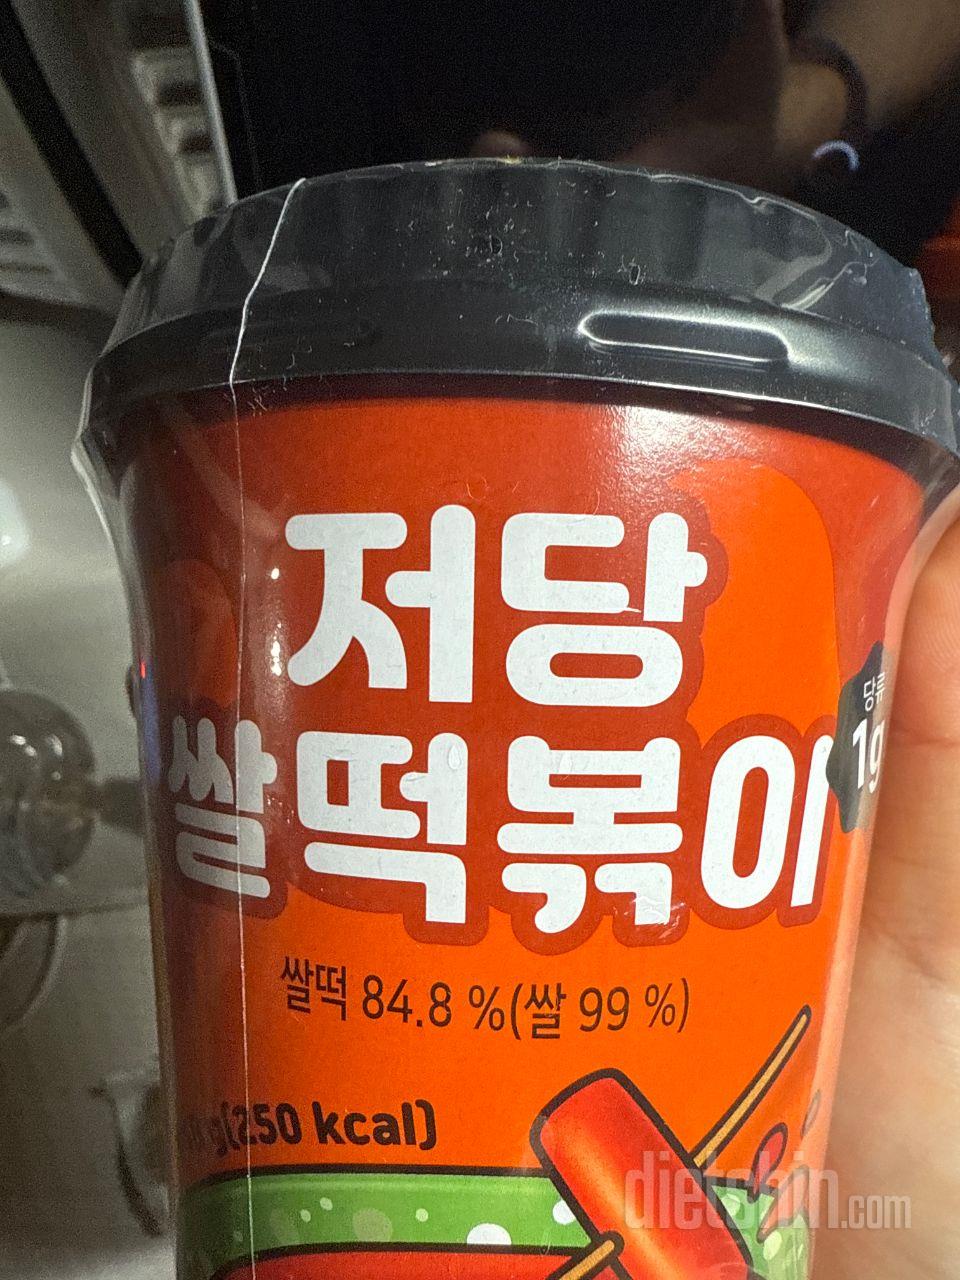 저당
쌀떡볶이
당류
1g
쌀떡 84.8 %(쌀 99 %)
(250 kcal)
dietshin.com